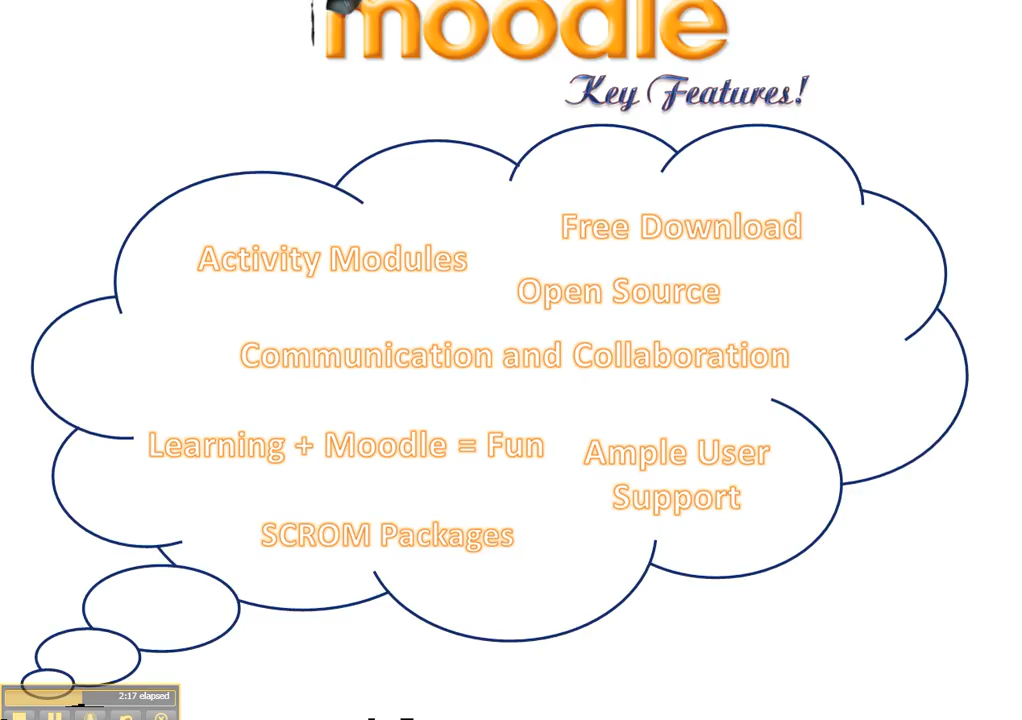 moodle
Key Features!
Free Download
Activity Modules
Open Source
Communication and Collaboration
Learning + Moodle = Fun
Ample User
Support
SCROM Packages
2:17 elapsed